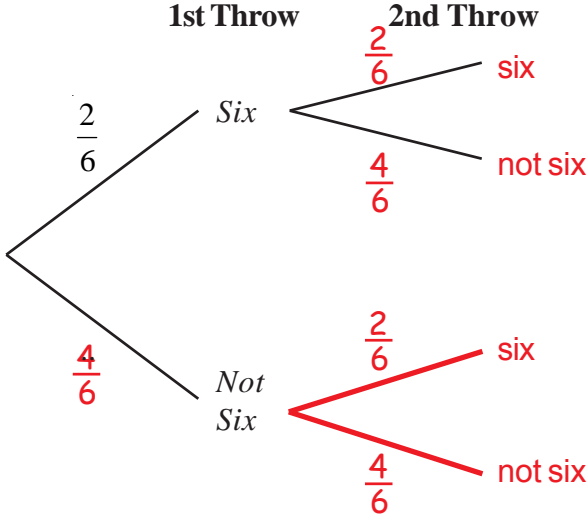 1st Throw 2nd Throw
2/6
six
2/6
Six
4/6
not six
4/6
2/6
six
Not
Six
4/6
not six